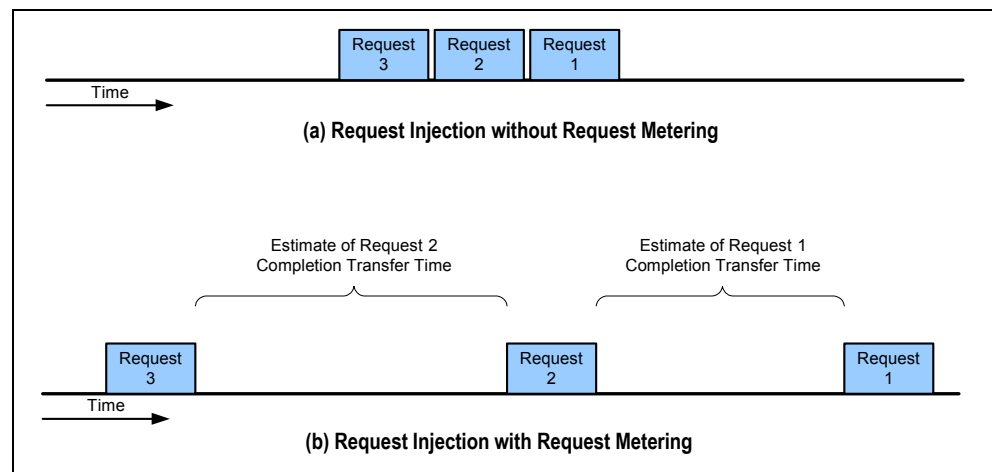 Request
3
Request
2
Request
1
Time
(a) Request Injection without Request Metering
Estimate of Request 2
Completion Transfer Time
Estimate of Request 1
Completion Transfer Time
Request
3
Request
2
Request
1
Time
(b) Request Injection with Request Metering